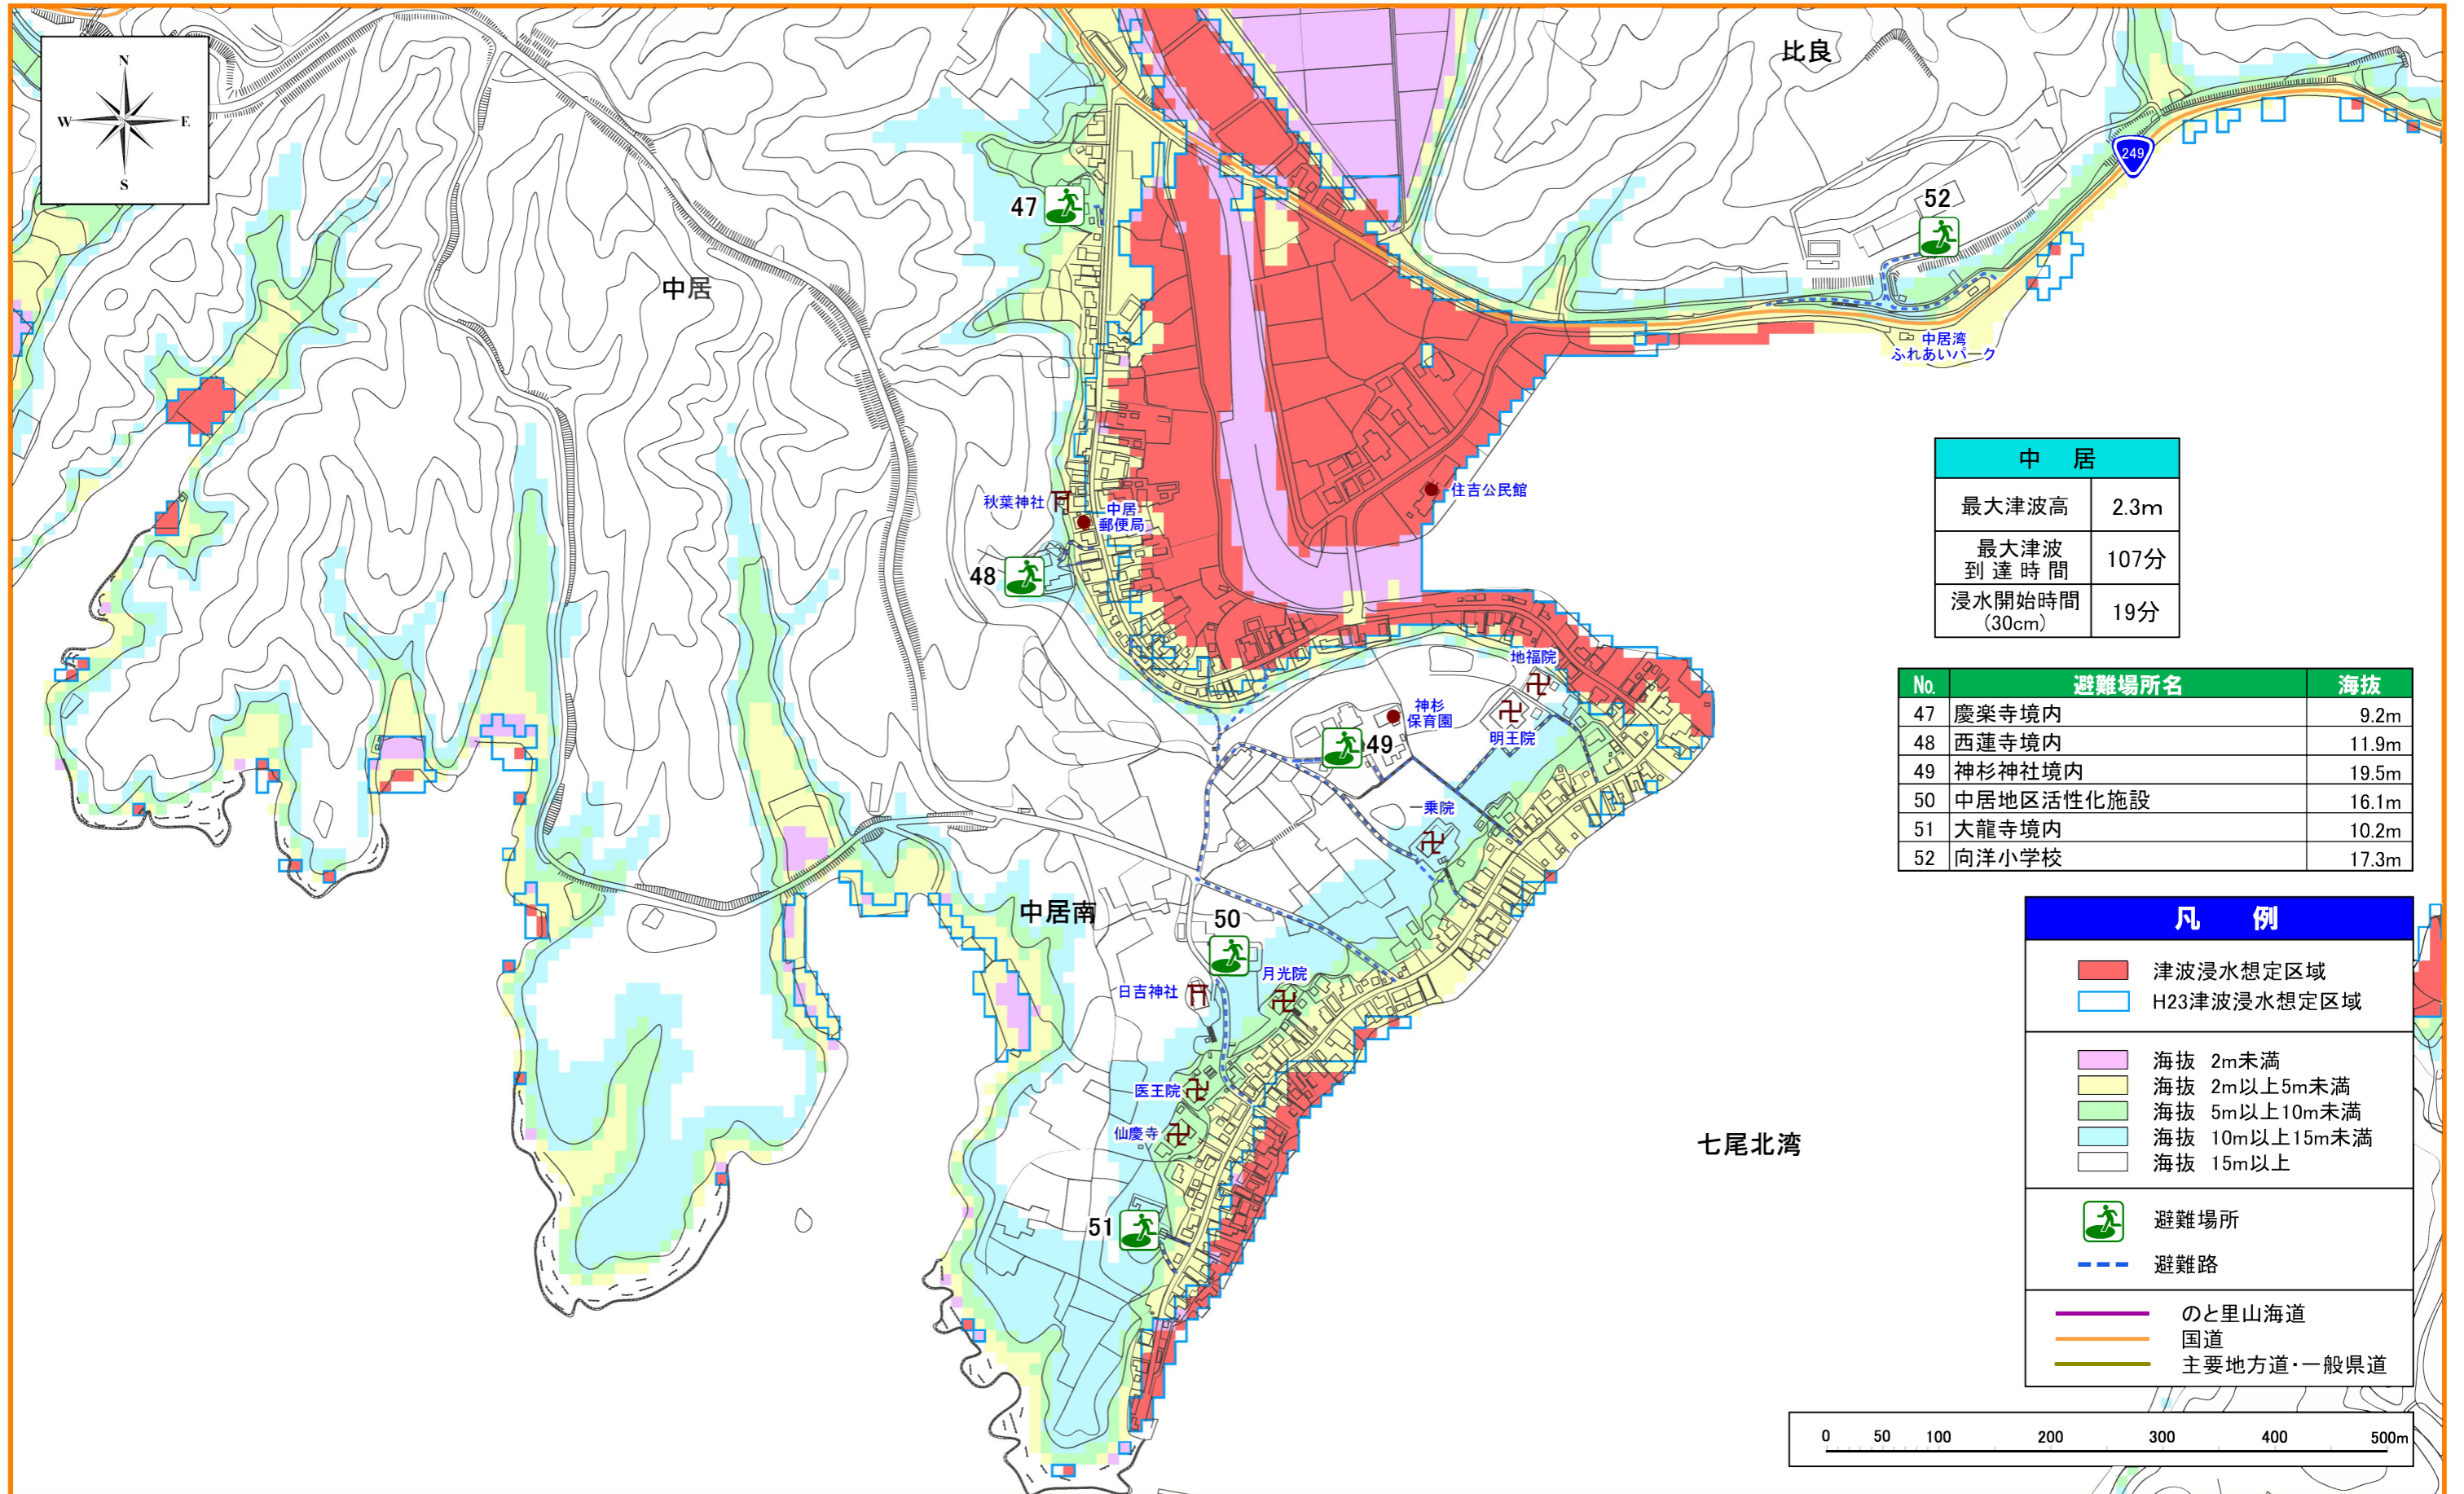 N
W
E
S
比良
249
47
52
中居
中居湾
ふれあいパーク
秋葉神社
中居
郵便局
住吉公民館
48
地福院
神杉
保育園
49
明王院
一乗院
中居南
50
月光院
日吉神社
医王院
仙慶寺
51
七尾北湾
中 居
最大津波高 2.3m
最大津波
到達時間 107分
浸水開始時間
(30cm) 19分
No. 避難場所名 海抜
47 慶楽寺境内 9.2m
48 西蓮寺境内 11.9m
49 神杉神社境内 19.5m
50 中居地区活性化施設 16.1m
51 大龍寺境内 10.2m
52 向洋小学校 17.3m
凡 例
津波浸水想定区域
H23津波浸水想定区域
海抜 2m未満
海抜 2m以上5m未満
海抜 5m以上10m未満
海抜 10m以上15m未満
海抜 15m以上
避難場所
避難路
のと里山海道
国道
主要地方道・一般県道
0 50 100 200 300 400 500m